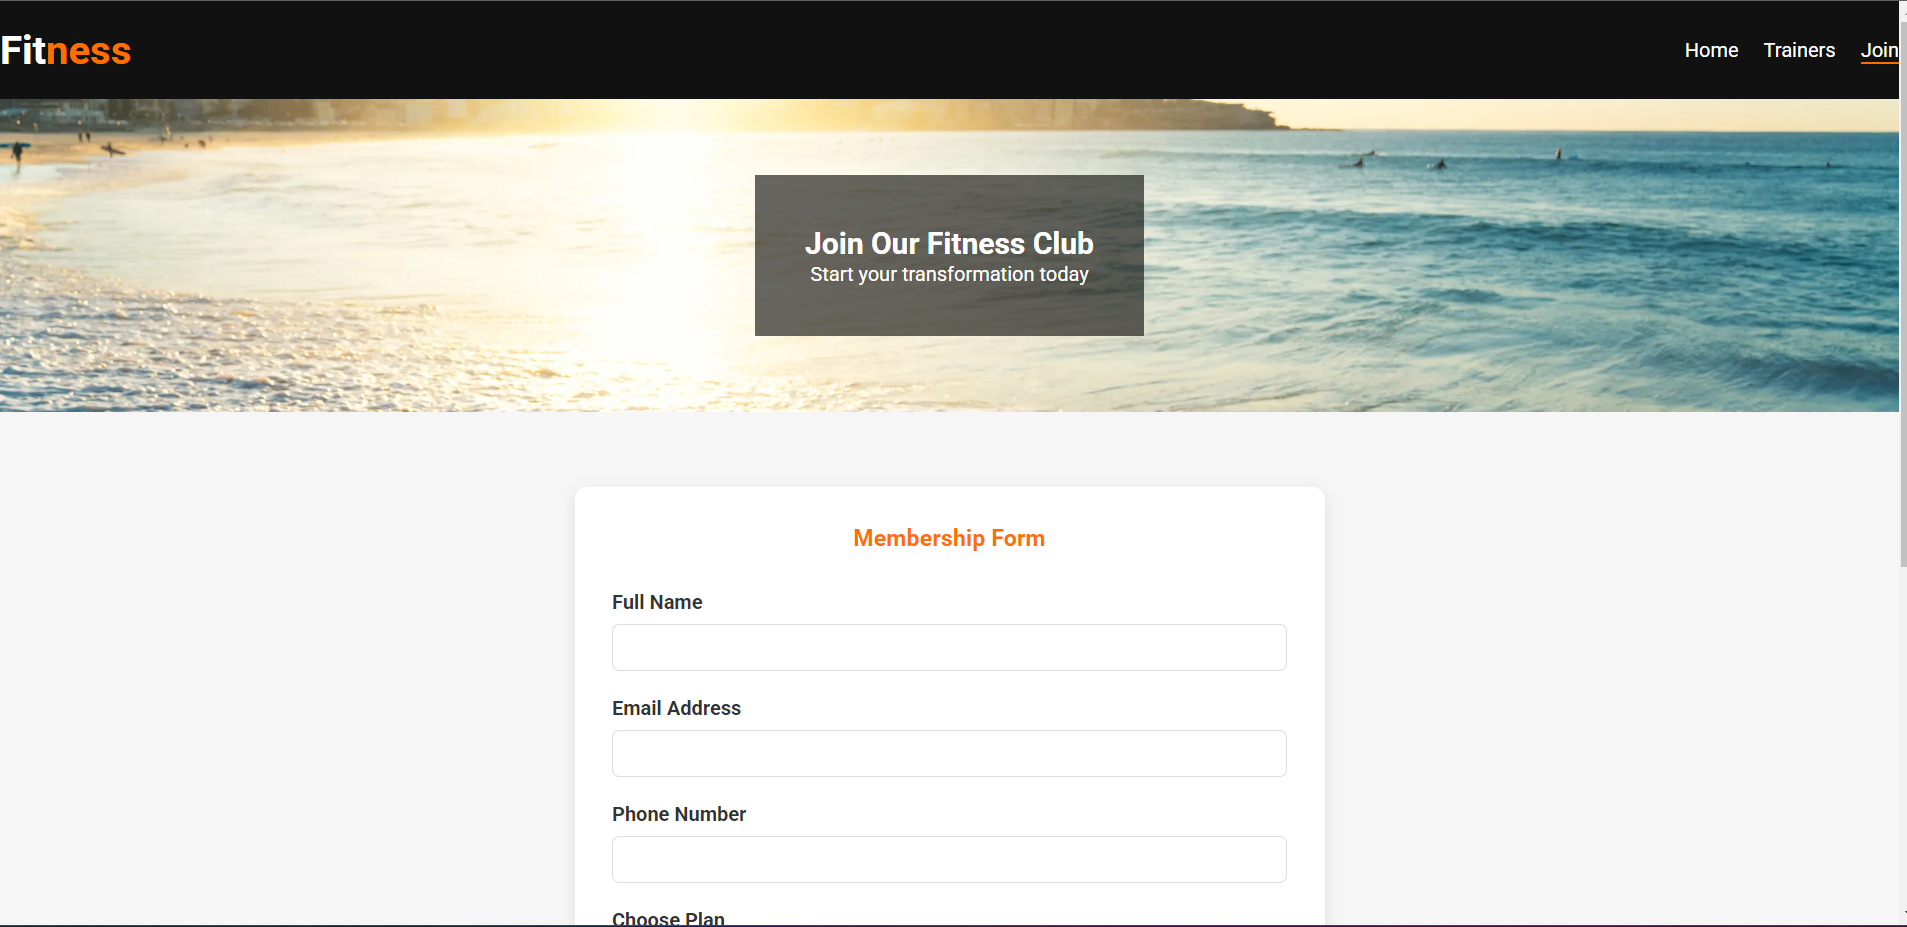 Fitness
Home Trainers Join
Join Our Fitness Club
Start your transformation today
Membership Form
Full Name
Email Address
Phone Number
Choose Plan